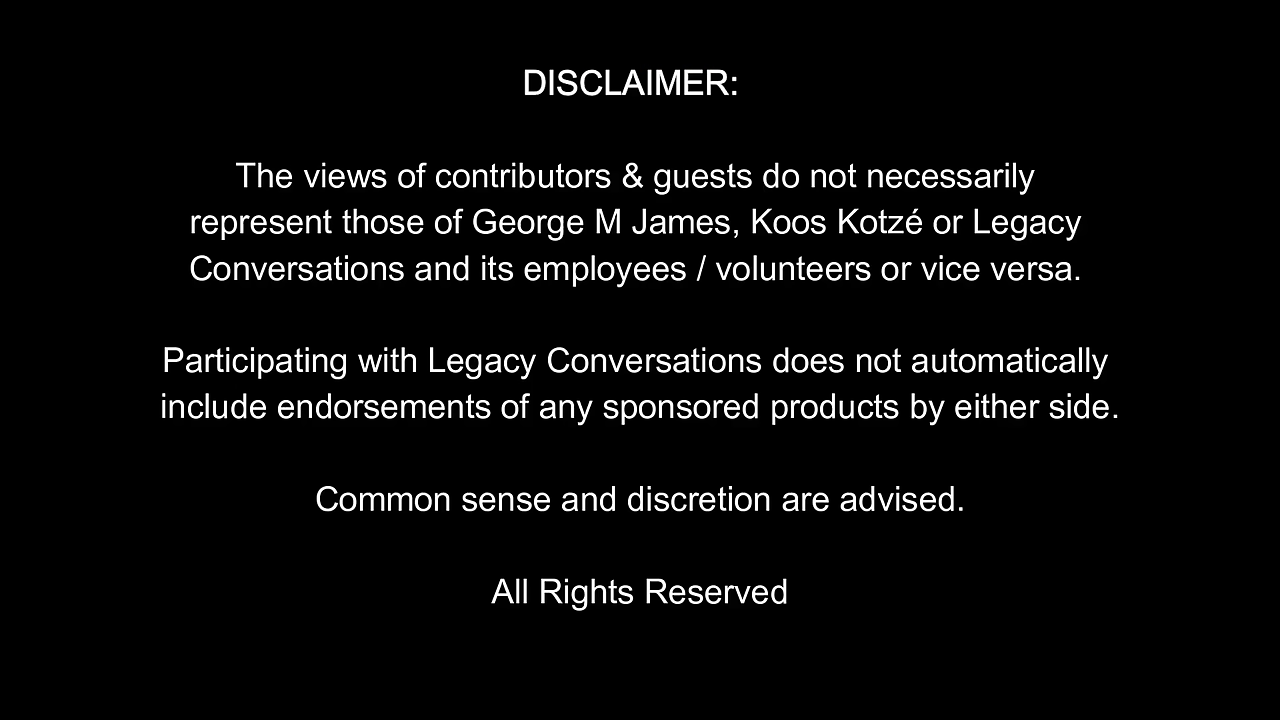 DISCLAIMER:
The views of contributors & guests do not necessarily
represent those of George M James, Koos Kotzé or Legacy
Conversations and its employees / volunteers or vice versa.
Participating with Legacy Conversations does not automatically
include endorsements of any sponsored products by either side.
Common sense and discretion are advised.
All Rights Reserved